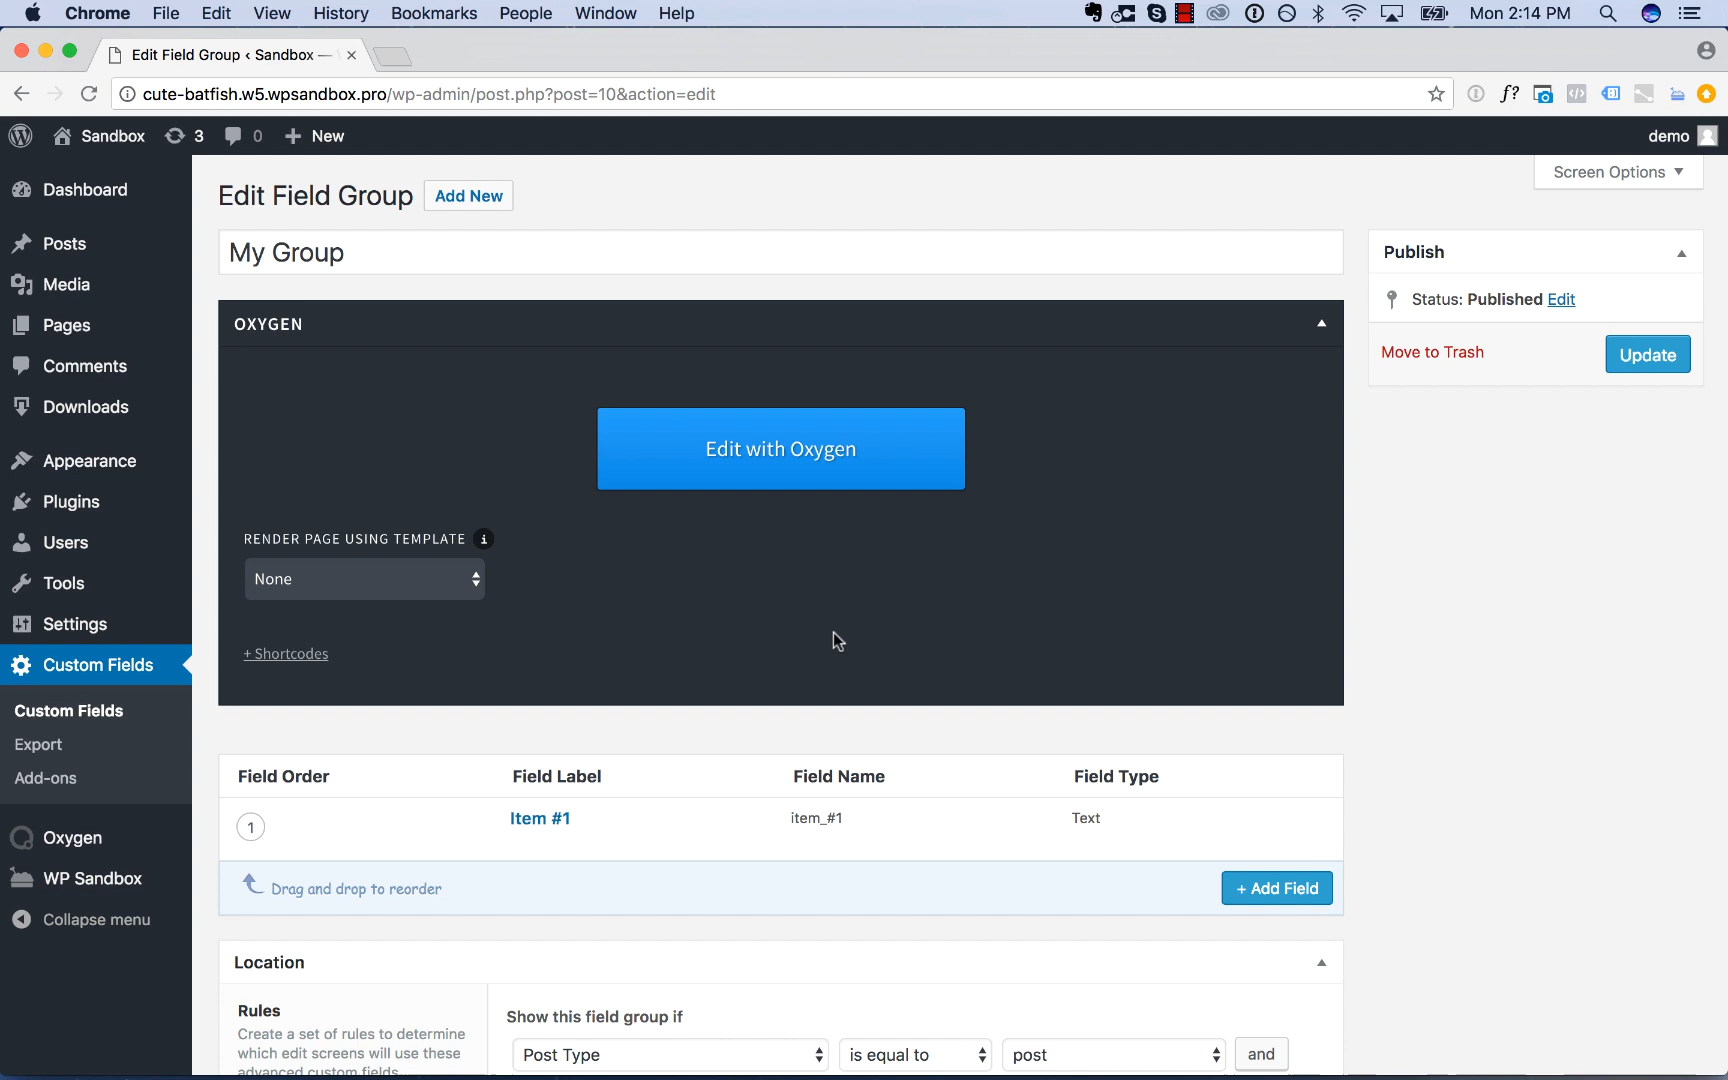 Chrome File Edit View History Bookmarks People Window Help Mon 2:14 PM
Edit Field Group ‹ Sandbox —
cute-batfish.w5.wpsandbox.pro/wp-admin/post.php?post=10&action=edit
f?
Sandbox 3 0 + New demo
Screen Options
Dashboard
Posts
Media
Pages
Comments
Downloads
Appearance
Plugins
Users
Tools
Settings
Custom Fields
Custom Fields
Export
Add-ons
Oxygen
WP Sandbox
Collapse menu
Edit Field Group Add New
My Group
OXYGEN
Edit with Oxygen
RENDER PAGE USING TEMPLATE i
None
+ Shortcodes
Publish
Status: Published Edit
Move to Trash Update
Field Order Field Label Field Name Field Type
1 Item #1 item_#1 Text
Drag and drop to reorder + Add Field
Location
Rules
Create a set of rules to determine
which edit screens will use these
advanced custom fields
Show this field group if
Post Type is equal to post and